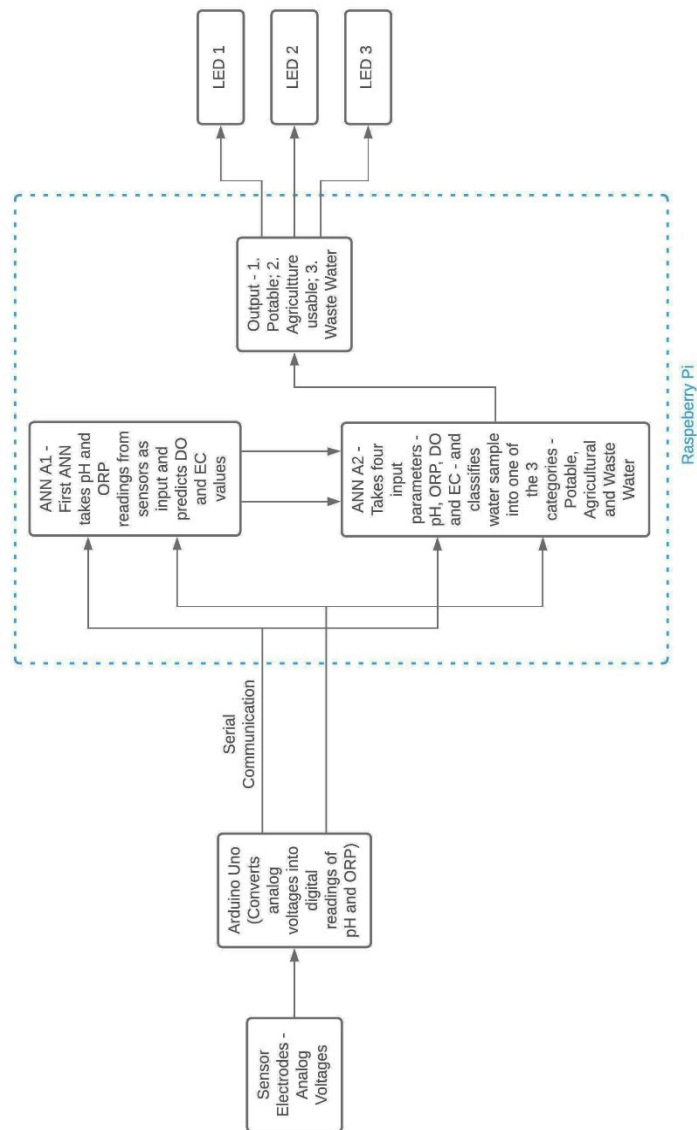 Sensor
Electrodes -
Analog
Voltages
Arduino Uno
(Converts
analog
voltages into
digital
readings of
pH and ORP)
Serial
Communication
ANN A1 -
First ANN
takes pH and
ORP
readings from
sensors as
input and
predicts DO
and EC
values
ANN A2 -
Takes four
input
parameters -
pH, ORP, DO
and EC - and
classifies
water sample
into one of
the 3
categories -
Potable,
Agricultural
and Waste
Water
Output - 1.
Potable; 2.
Agricultture
usable; 3.
Waste Water
LED 1
LED 2
LED 3
Raspeberry Pi